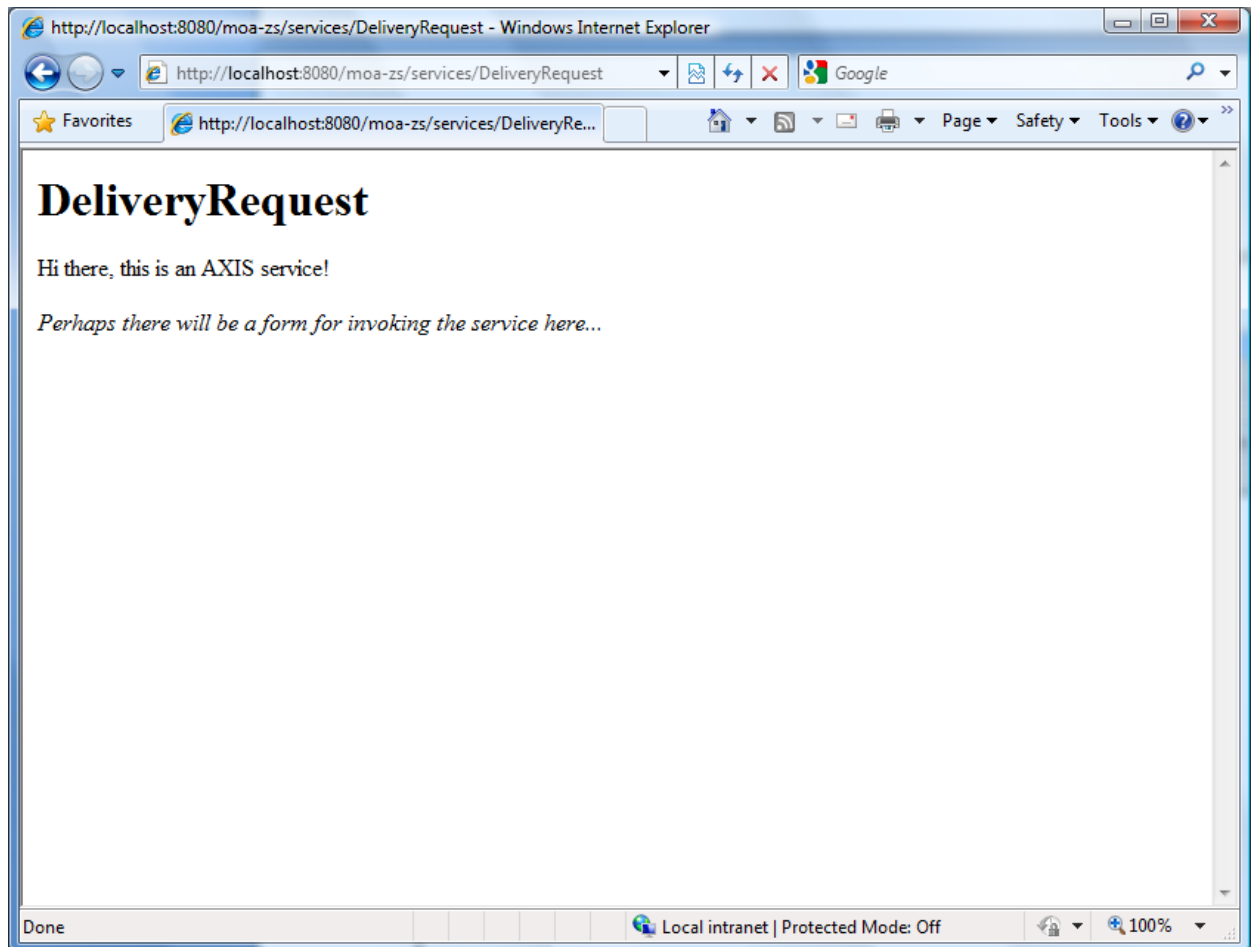 http://localhost:8080/moa-zs/services/DeliveryRequest - Windows Internet Explorer
http://localhost:8080/moa-zs/services/DeliveryRequest
Google
Favorites
http://localhost:8080/moa-zs/services/DeliveryRe...
Page
Safety
Tools
DeliveryRequest
Hi there, this is an AXIS service!
Perhaps there will be a form for invoking the service here...
Done
Local intranet | Protected Mode: Off
100%